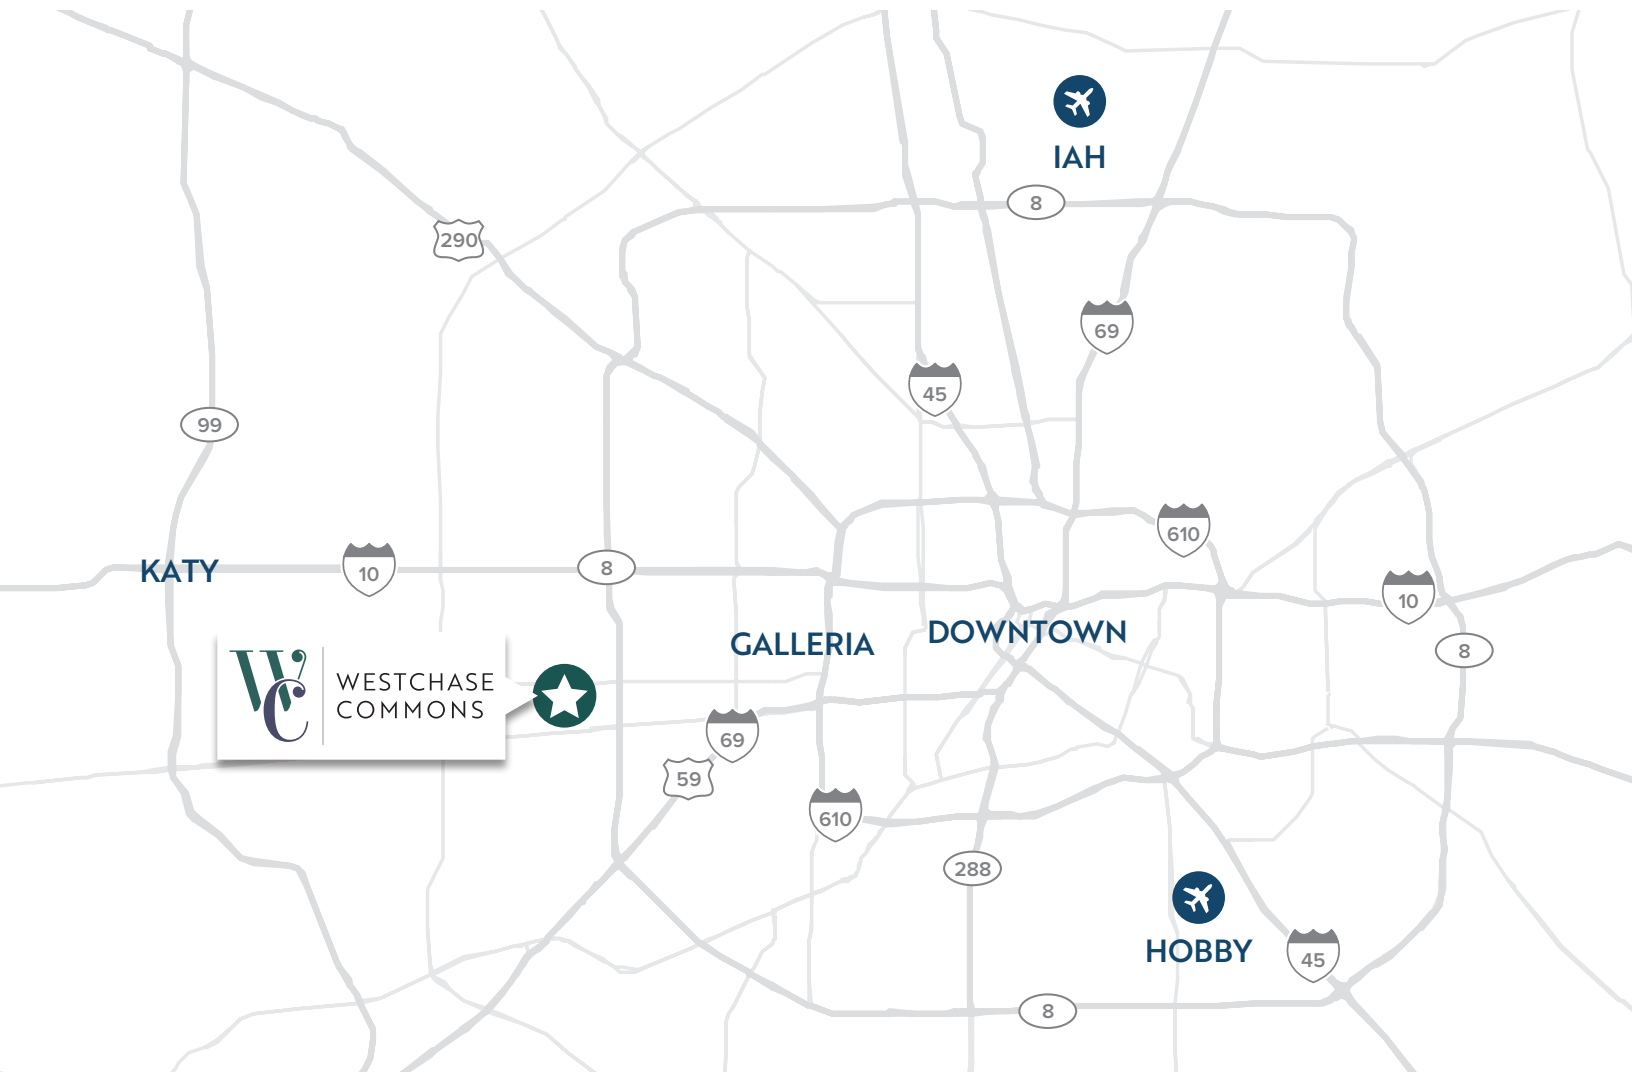 IAH
8
290
69
45
99
610
KATY
10
8
10
GALLERIA
DOWNTOWN
8
WC
WESTCHASE
COMMONS
69
59
610
288
HOBBY
45
8